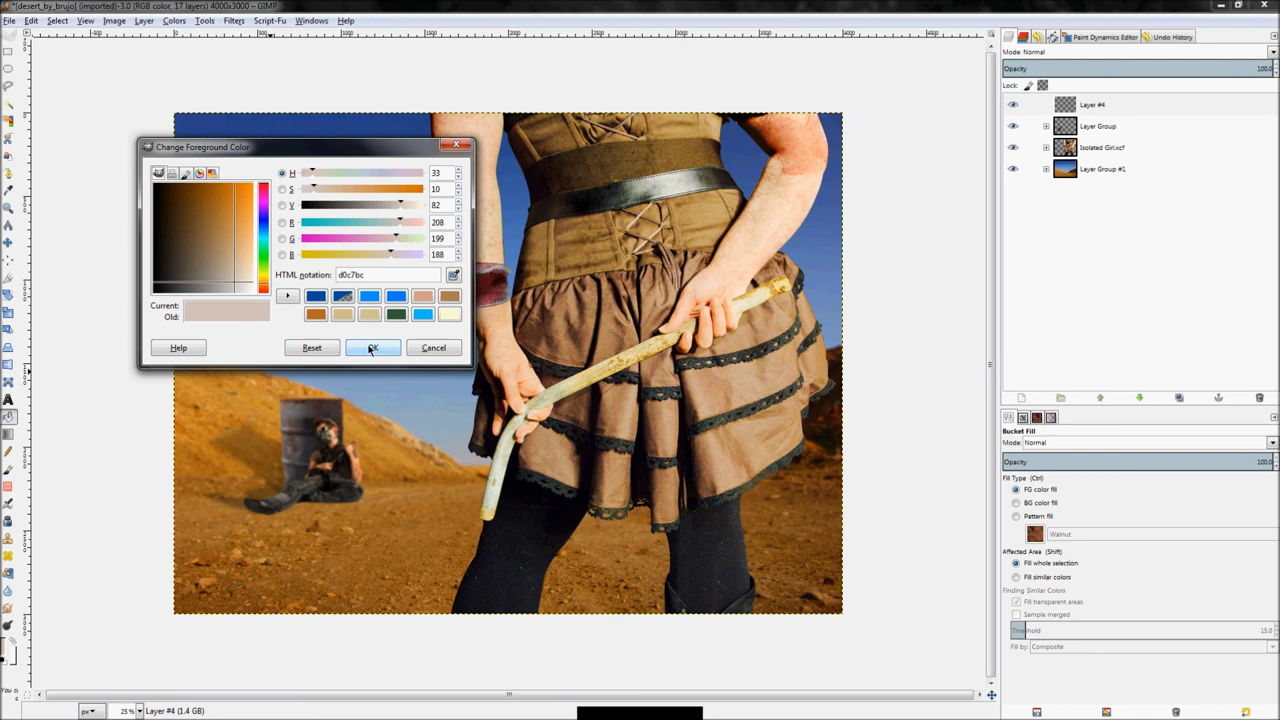 *[desert_by_brujo] (imported)-3.0 (RGB color, 17 layers) 4000x3000 – GIMP
File Edit Select View Image Layer Colors Tools Filters Script-Fu Windows Help
Paint Dynamics Editor Undo History
Mode: Normal
Opacity 100.0
Lock:
Layer #4
Layer Group
Isolated Girl.xcf
Layer Group #1
Change Foreground Color
H 33
S 10
V 82
R 208
G 199
B 188
HTML notation: d0c7bc
Current:
Old:
Help Reset OK Cancel
Bucket Fill
Mode: Normal
Opacity 100.0
Fill Type (Ctrl)
FG color fill
BG color fill
Pattern fill
Walnut
Affected Area (Shift)
Fill whole selection
Fill similar colors
Finding Similar Colors
Fill transparent areas
Sample merged
Threshold 15.0
Fill by: Composite
px 25% Layer #4 (1.4 GB)